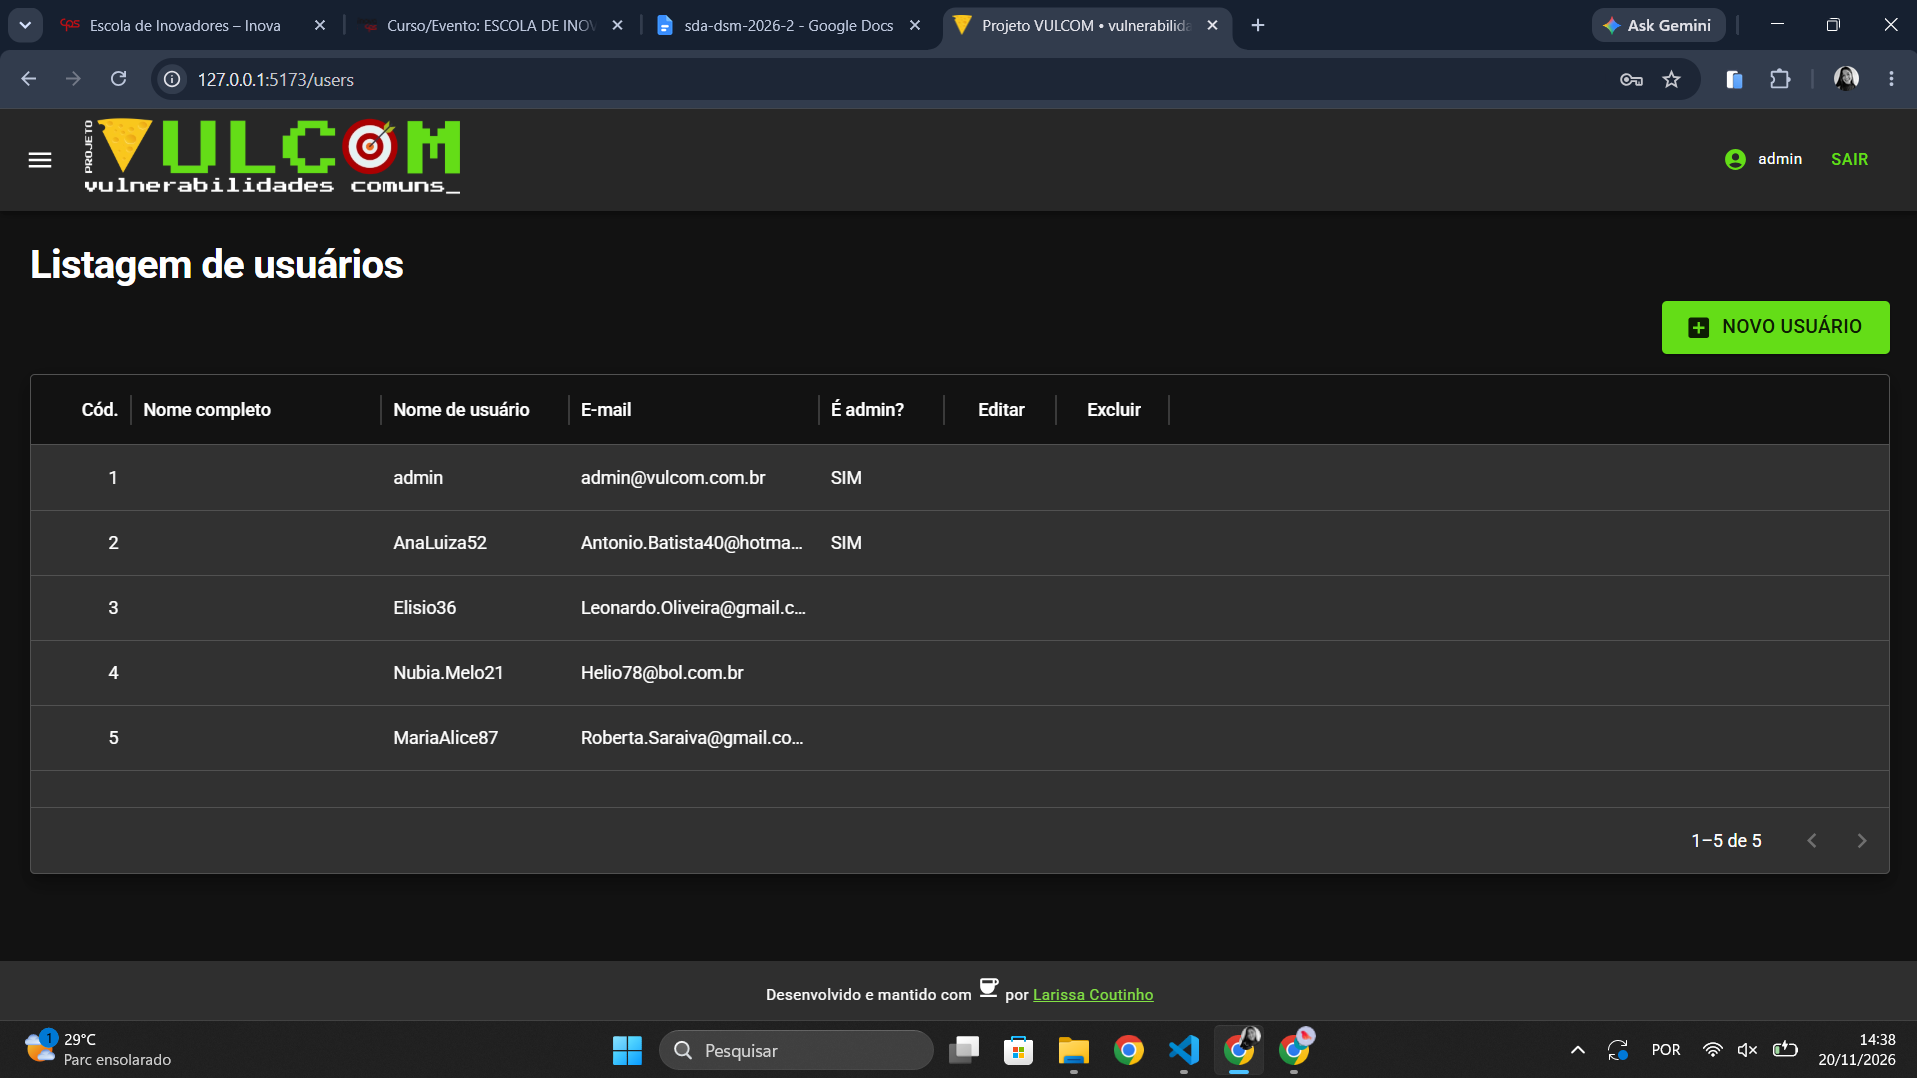 Escola de Inovadores – Inova
Curso/Evento: ESCOLA DE INOV
sda-dsm-2026-2 - Google Docs
Projeto VULCOM • vulnerabilida
Ask Gemini
127.0.0.1:5173/users
PROJETO
VULCOM
vulnerabilidades comuns_
admin
SAIR
Listagem de usuários
NOVO USUÁRIO
Cód. Nome completo Nome de usuário E-mail É admin? Editar Excluir
1 admin admin@vulcom.com.br SIM
2 AnaLuiza52 Antonio.Batista40@hotma... SIM
3 Elisio36 Leonardo.Oliveira@gmail.c...
4 Nubia.Melo21 Helio78@bol.com.br
5 MariaAlice87 Roberta.Saraiva@gmail.co...
1–5 de 5
Desenvolvido e mantido com por Larissa Coutinho
1
29°C
Parc ensolarado
Pesquisar
POR
14:38
20/11/2026